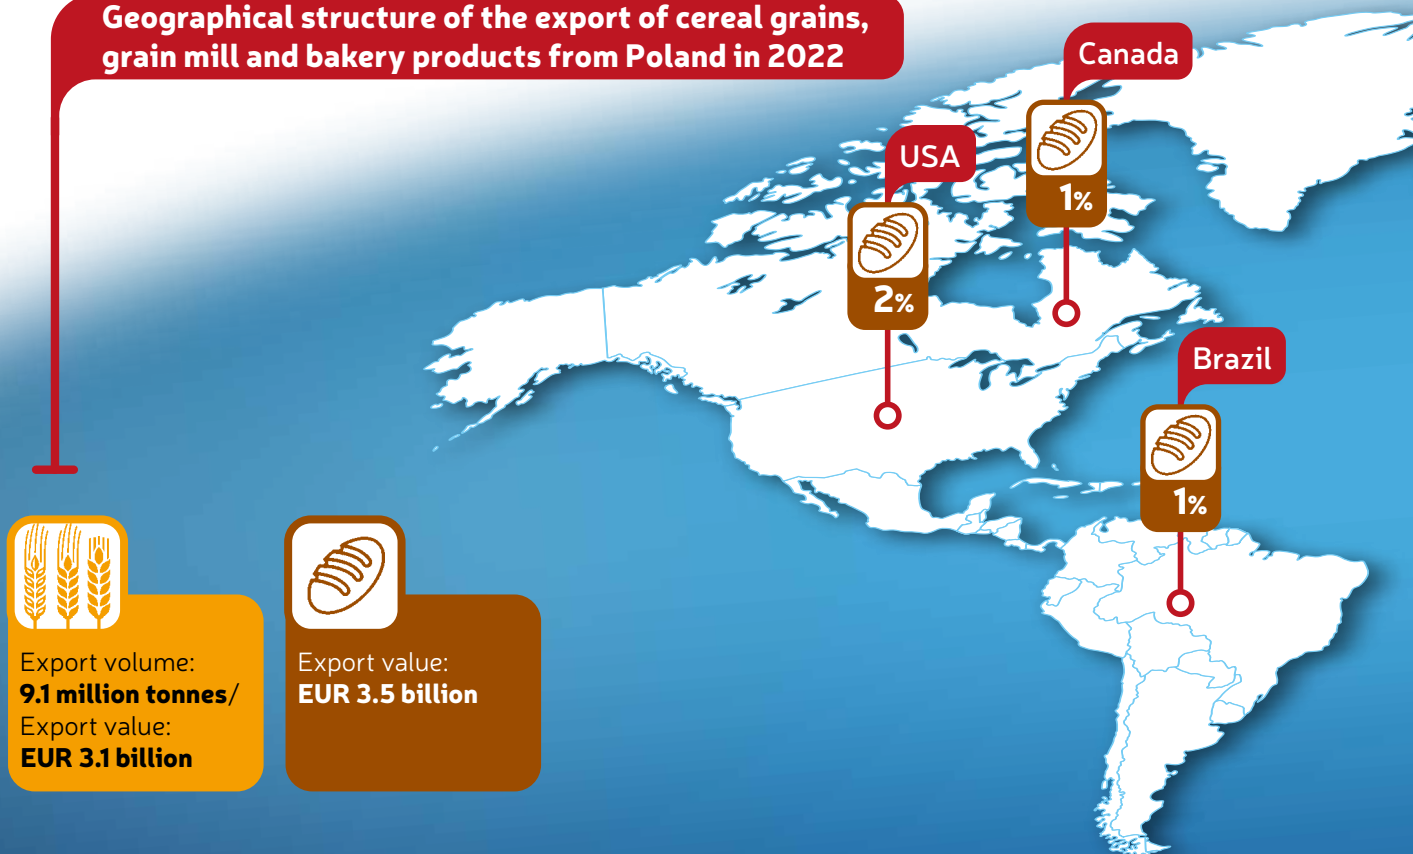 Geographical structure of the export of cereal grains,
grain mill and bakery products from Poland in 2022
Canada
1%
USA
2%
Brazil
1%
Export volume:
9.1 million tonnes/
Export value:
EUR 3.1 billion
Export value:
EUR 3.5 billion